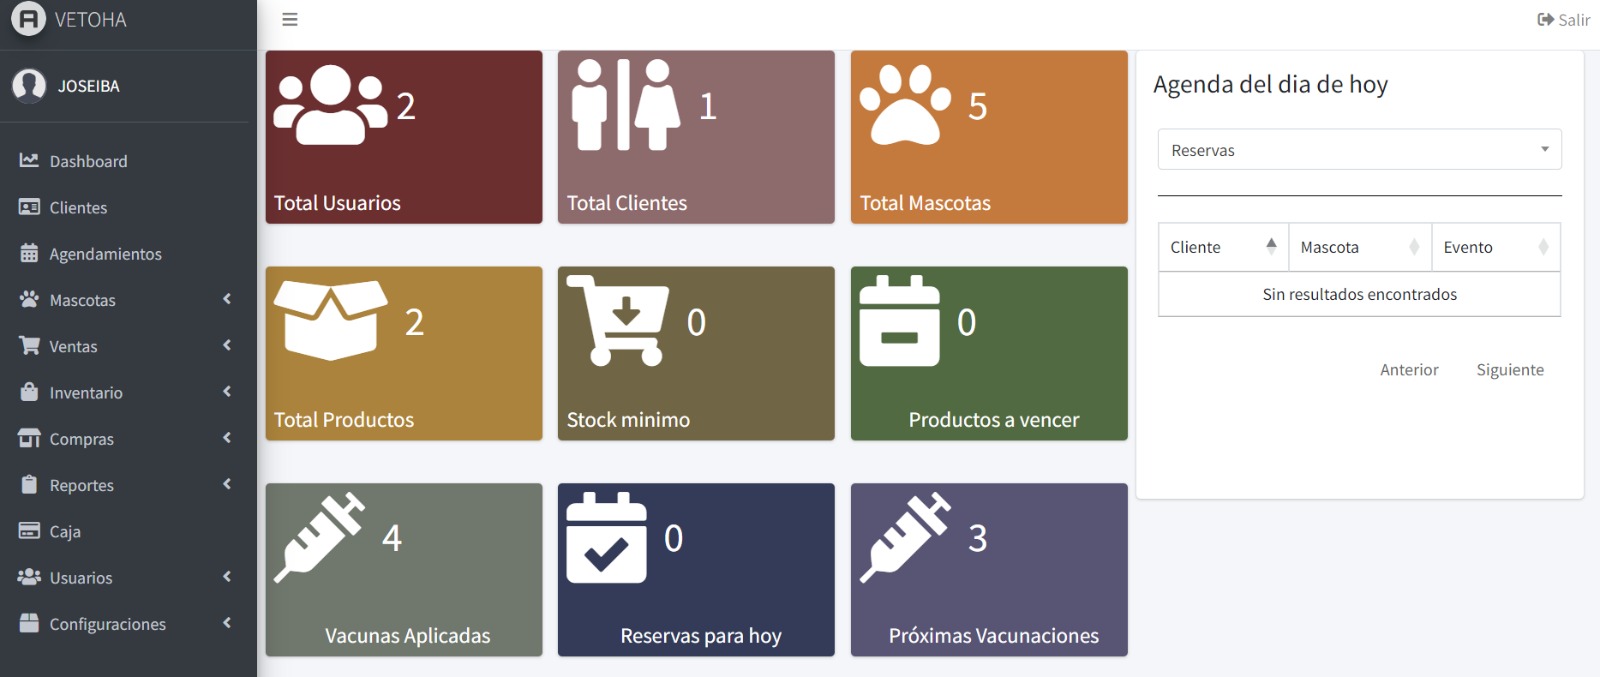 VETOHA
Salir
JOSEIBA
Dashboard
Clientes
Agendamientos
Mascotas
Ventas
Inventario
Compras
Reportes
Caja
Usuarios
Configuraciones
2
Total Usuarios
1
Total Clientes
5
Total Mascotas
2
Total Productos
0
Stock minimo
0
Productos a vencer
4
Vacunas Aplicadas
0
Reservas para hoy
3
Próximas Vacunaciones
Agenda del dia de hoy
Reservas
Cliente Mascota Evento
Sin resultados encontrados
Anterior Siguiente